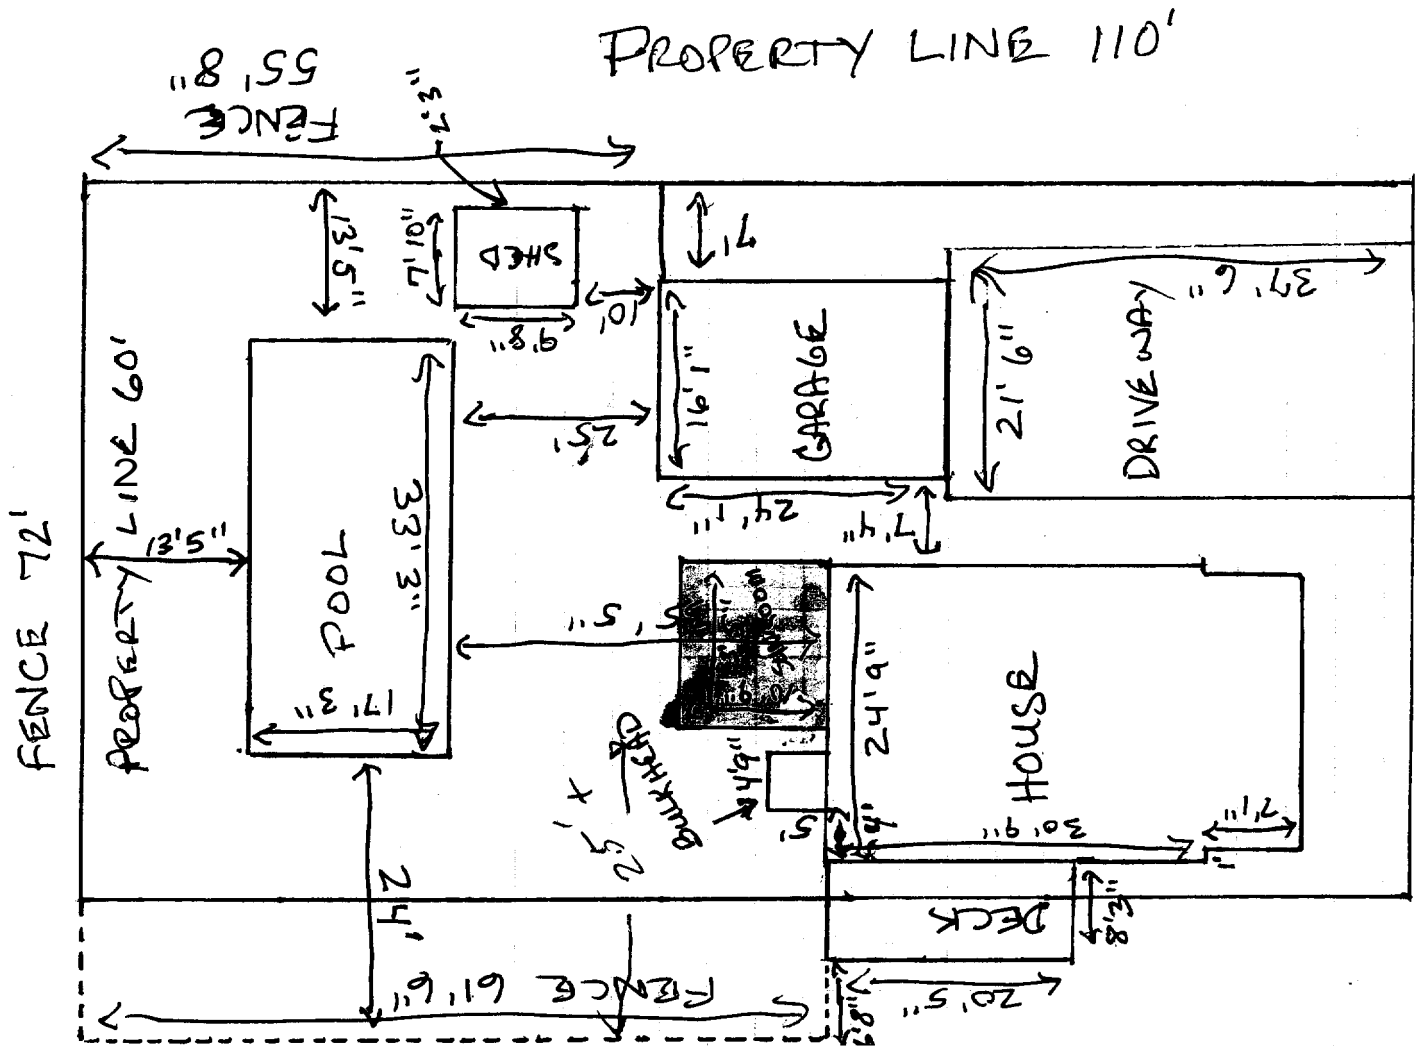 PROPERTY LINE 110'
55' 8"
FENCE
2'3"
SHED
7'10"
9'8"
10'
13'5"
7'
37' 6"
16' 1"
GARAGE
21' 6"
DRIVEWAY
25'
24' 1"
7' 4"
FENCE 72'
PROPERTY LINE 60'
13'5"
POOL
33' 3"
17' 3"
24'
BULKHEAD
4'9"
5'
25'
24'9"
HOUSE
30'9"
7'1"
1'
4'
DECK
8'3"
20'5"
FENCE 61'6"